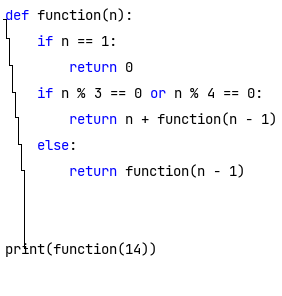 def function(n):
    if n == 1:
        return 0
    if n % 3 == 0 or n % 4 == 0:
        return n + function(n - 1)
    else:
        return function(n - 1)
print(function(14))